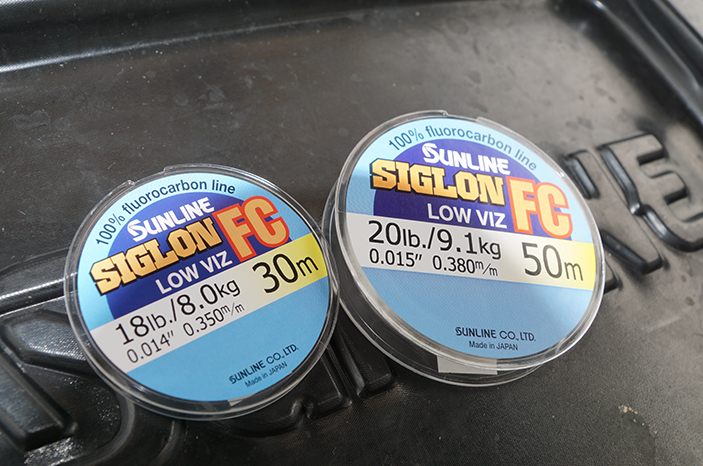 100% fluorocarbon line
SUNLINE
SIGLON FC
LOW VIZ
30m
18lb./8.0kg
0.014" 0.350m/m
SUNLINE CO.,LTD.
Made in JAPAN
100% fluorocarbon line
SUNLINE
SIGLON FC
LOW VIZ
20lb./9.1kg
0.015" 0.380m/m
50m
SUNLINE CO.,LTD.
Made in JAPAN